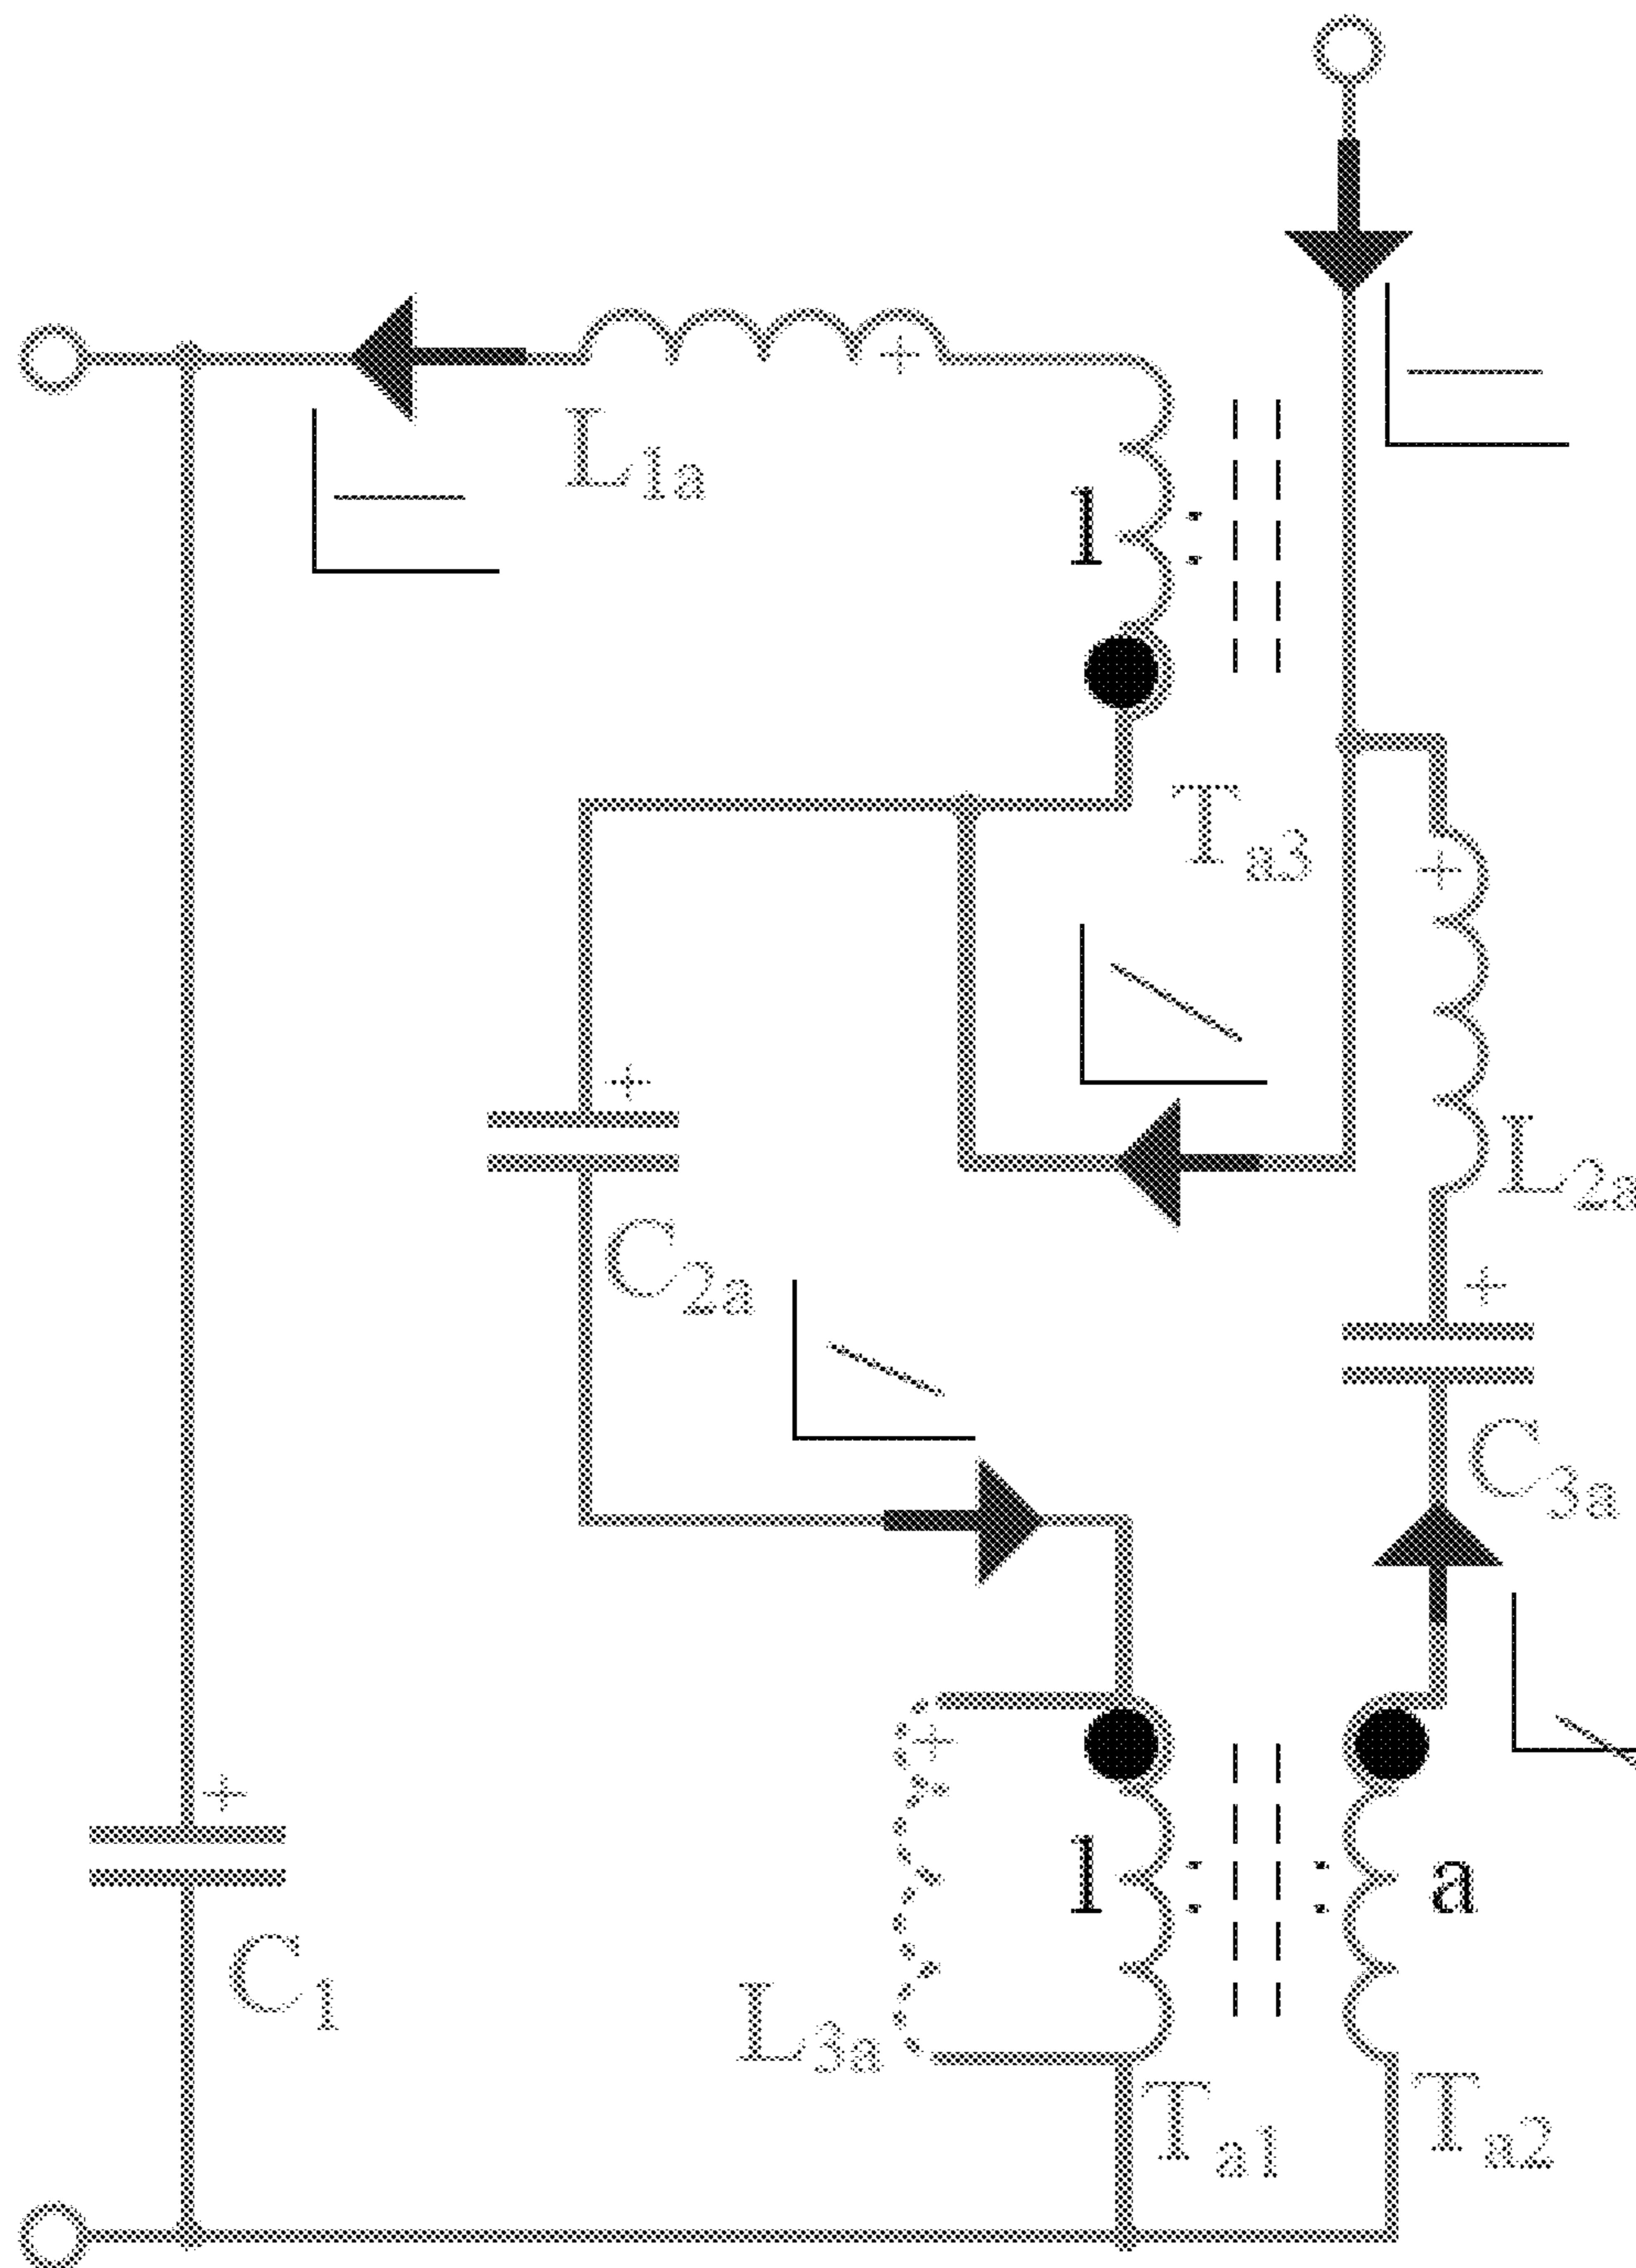 +
L1a
1 :
Ta3
+
+
L2a
C2a
+
C3a
+
+
1 : : a
C1
L3a
Ta1
Ta2